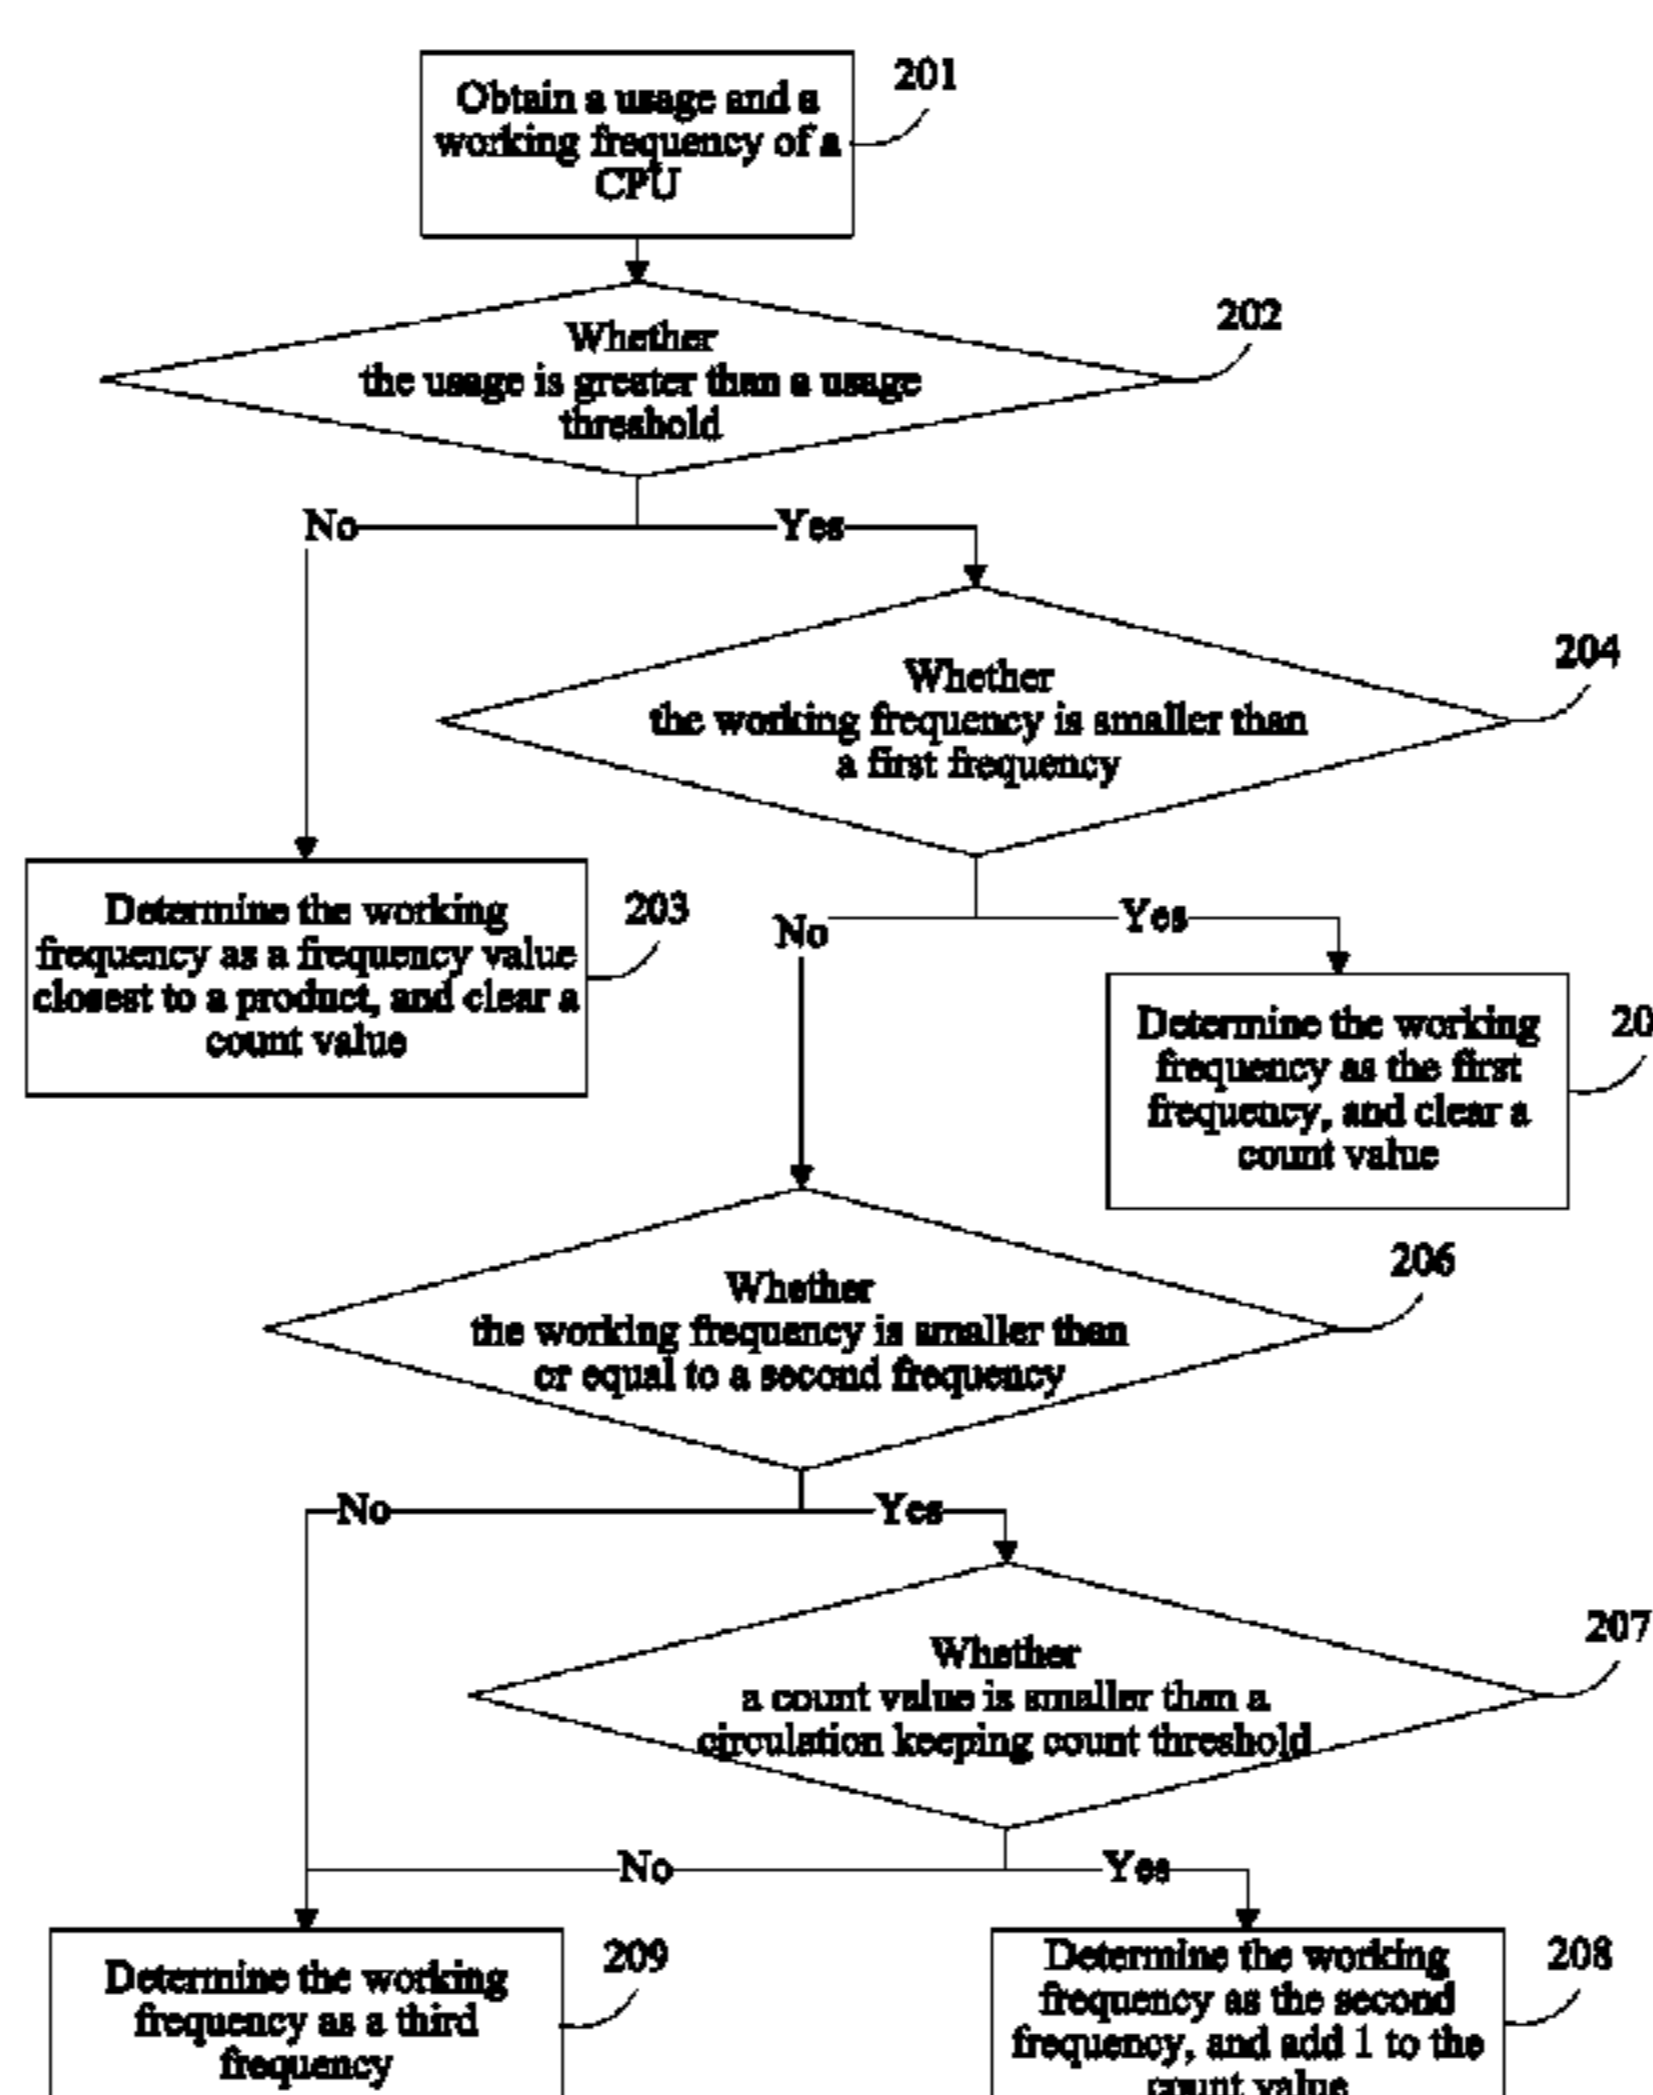 201
Obtain a usage and a
working frequency of a
CPU
202
Whether
the usage is greater than a usage
threshold
No
Yes
204
Whether
the working frequency is smaller than
a first frequency
203
Determine the working
frequency as a frequency value
closest to a product, and clear a
count value
No
Yes
20
Determine the working
frequency as the first
frequency, and clear a
count value
206
Whether
the working frequency is smaller than
or equal to a second frequency
No
Yes
207
Whether
a count value is smaller than a
circulation keeping count threshold
No
Yes
209
Determine the working
frequency as a third
frequency
208
Determine the working
frequency as the second
frequency, and add 1 to the
count value